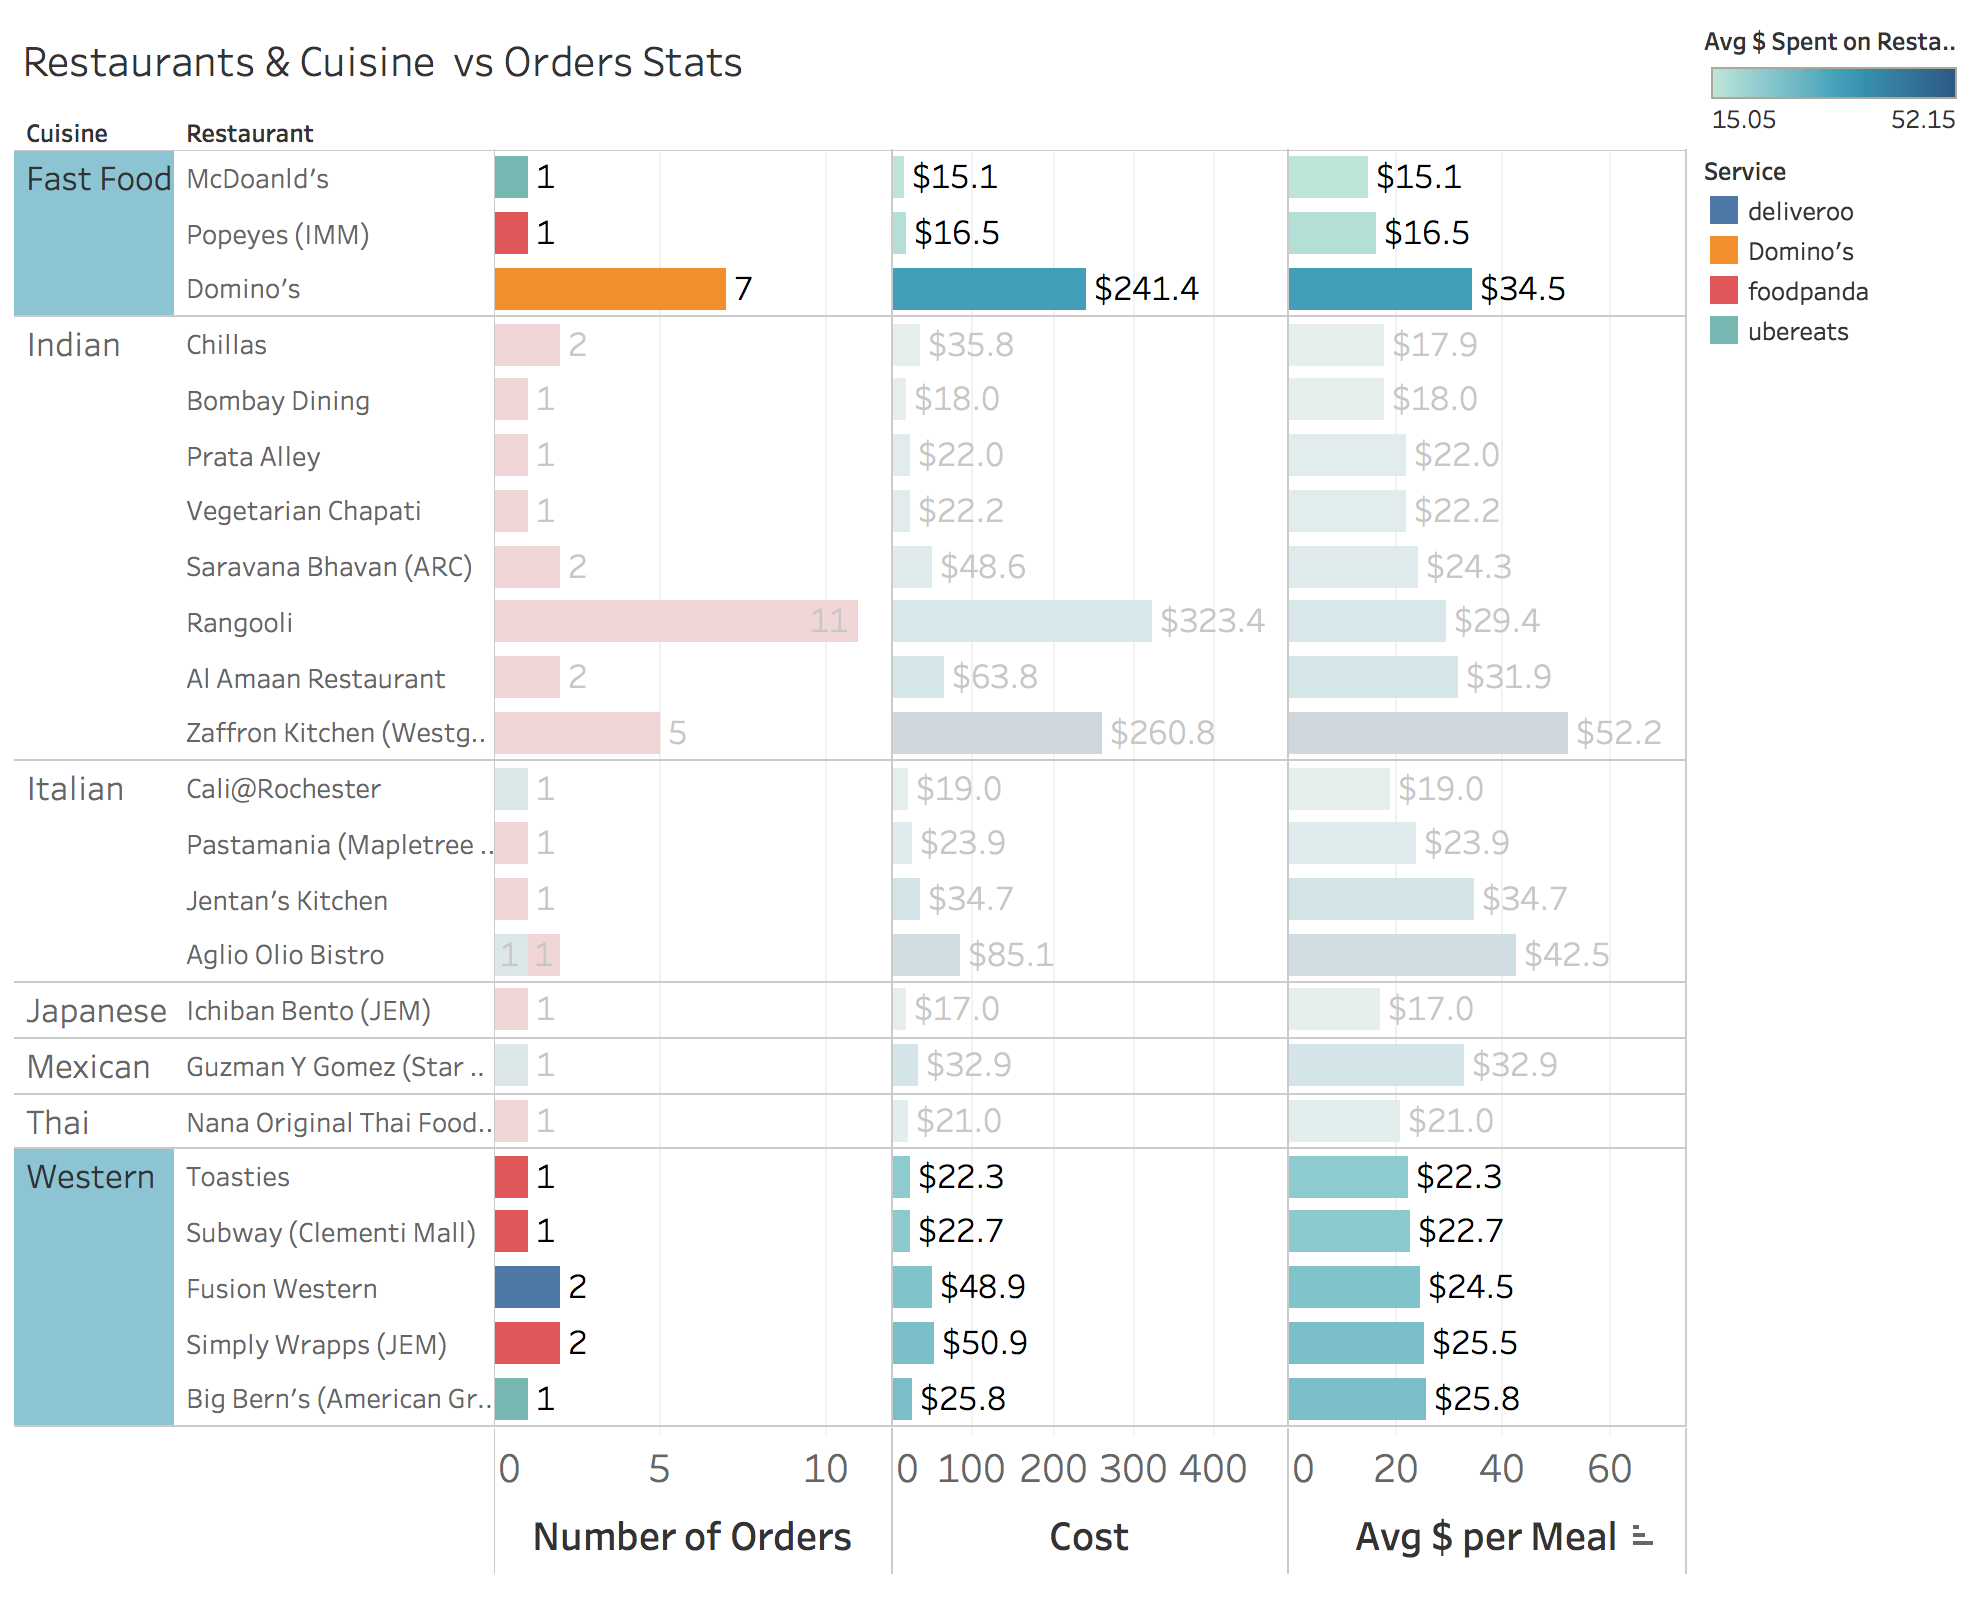 Restaurants & Cuisine vs Orders Stats
Avg $ Spent on Resta..
15.05 52.15
Service
deliveroo
Domino's
foodpanda
ubereats
Cuisine Restaurant
Fast Food McDoanld's 1 $15.1 $15.1
Popeyes (IMM) 1 $16.5 $16.5
Domino's 7 $241.4 $34.5
Indian Chillas 2 $35.8 $17.9
Bombay Dining 1 $18.0 $18.0
Prata Alley 1 $22.0 $22.0
Vegetarian Chapati 1 $22.2 $22.2
Saravana Bhavan (ARC) 2 $48.6 $24.3
Rangooli 11 $323.4 $29.4
Al Amaan Restaurant 2 $63.8 $31.9
Zaffron Kitchen (Westg.. 5 $260.8 $52.2
Italian Cali@Rochester 1 $19.0 $19.0
Pastamania (Mapletree .. 1 $23.9 $23.9
Jentan's Kitchen 1 $34.7 $34.7
Aglio Olio Bistro 1 1 $85.1 $42.5
Japanese Ichiban Bento (JEM) 1 $17.0 $17.0
Mexican Guzman Y Gomez (Star .. 1 $32.9 $32.9
Thai Nana Original Thai Food.. 1 $21.0 $21.0
Western Toasties 1 $22.3 $22.3
Subway (Clementi Mall) 1 $22.7 $22.7
Fusion Western 2 $48.9 $24.5
Simply Wrapps (JEM) 2 $50.9 $25.5
Big Bern's (American Gr.. 1 $25.8 $25.8
0 5 10 0 100 200 300 400 0 20 40 60
Number of Orders Cost Avg $ per Meal